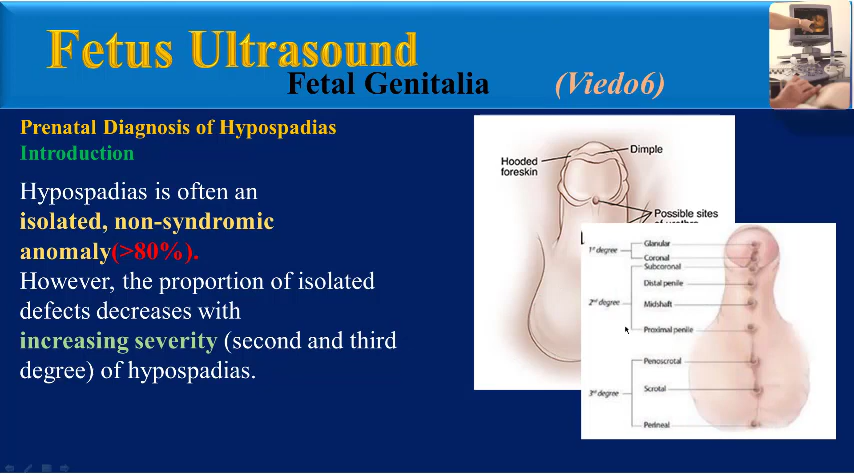 Fetus Ultrasound
Fetal Genitalia (Viedo6)
Prenatal Diagnosis of Hypospadias
Introduction
Hypospadias is often an
isolated, non-syndromic
anomaly(>80%).
However, the proportion of isolated
defects decreases with
increasing severity (second and third
degree) of hypospadias.
Hooded
foreskin
Dimple
Possible sites
1st degree
Glanular
Coronal
Subcoronal
2nd degree
Distal penile
Midshaft
Proximal penile
3rd degree
Penoscrotal
Scrotal
Perineal